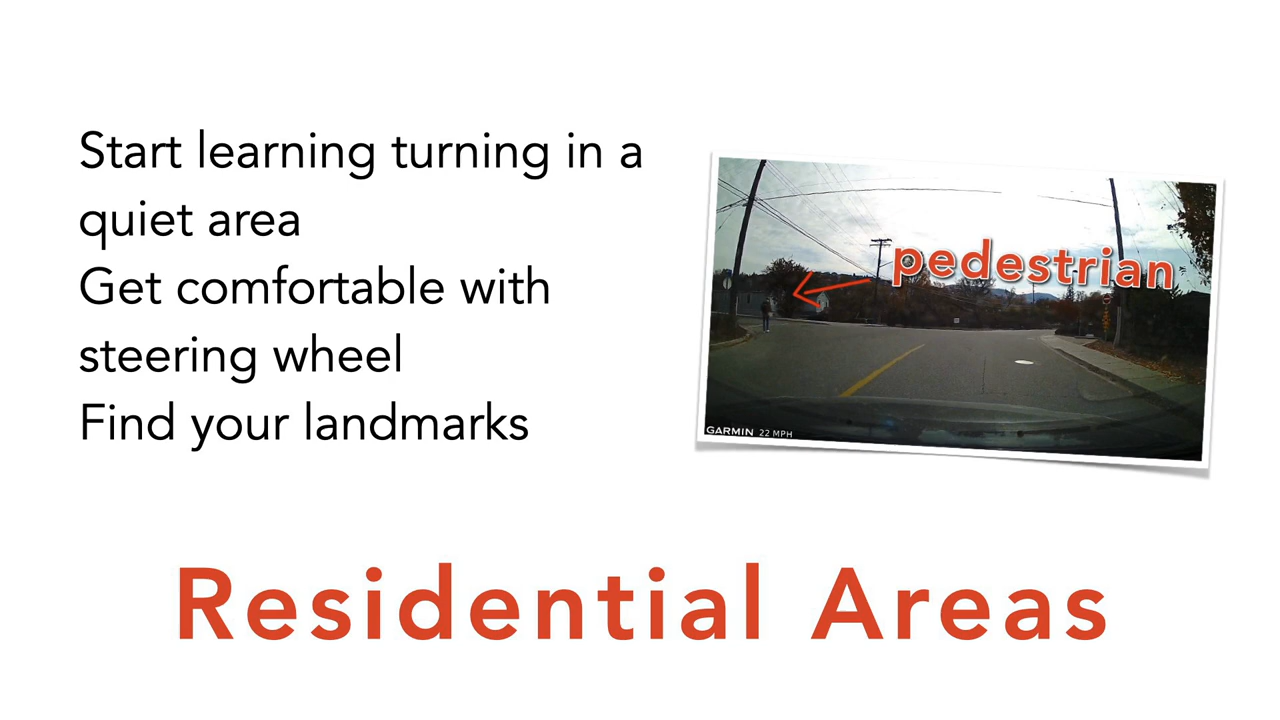 Start learning turning in a
quiet area
Get comfortable with
steering wheel
Find your landmarks
pedestrian
GARMIN 22 MPH
Residential Areas